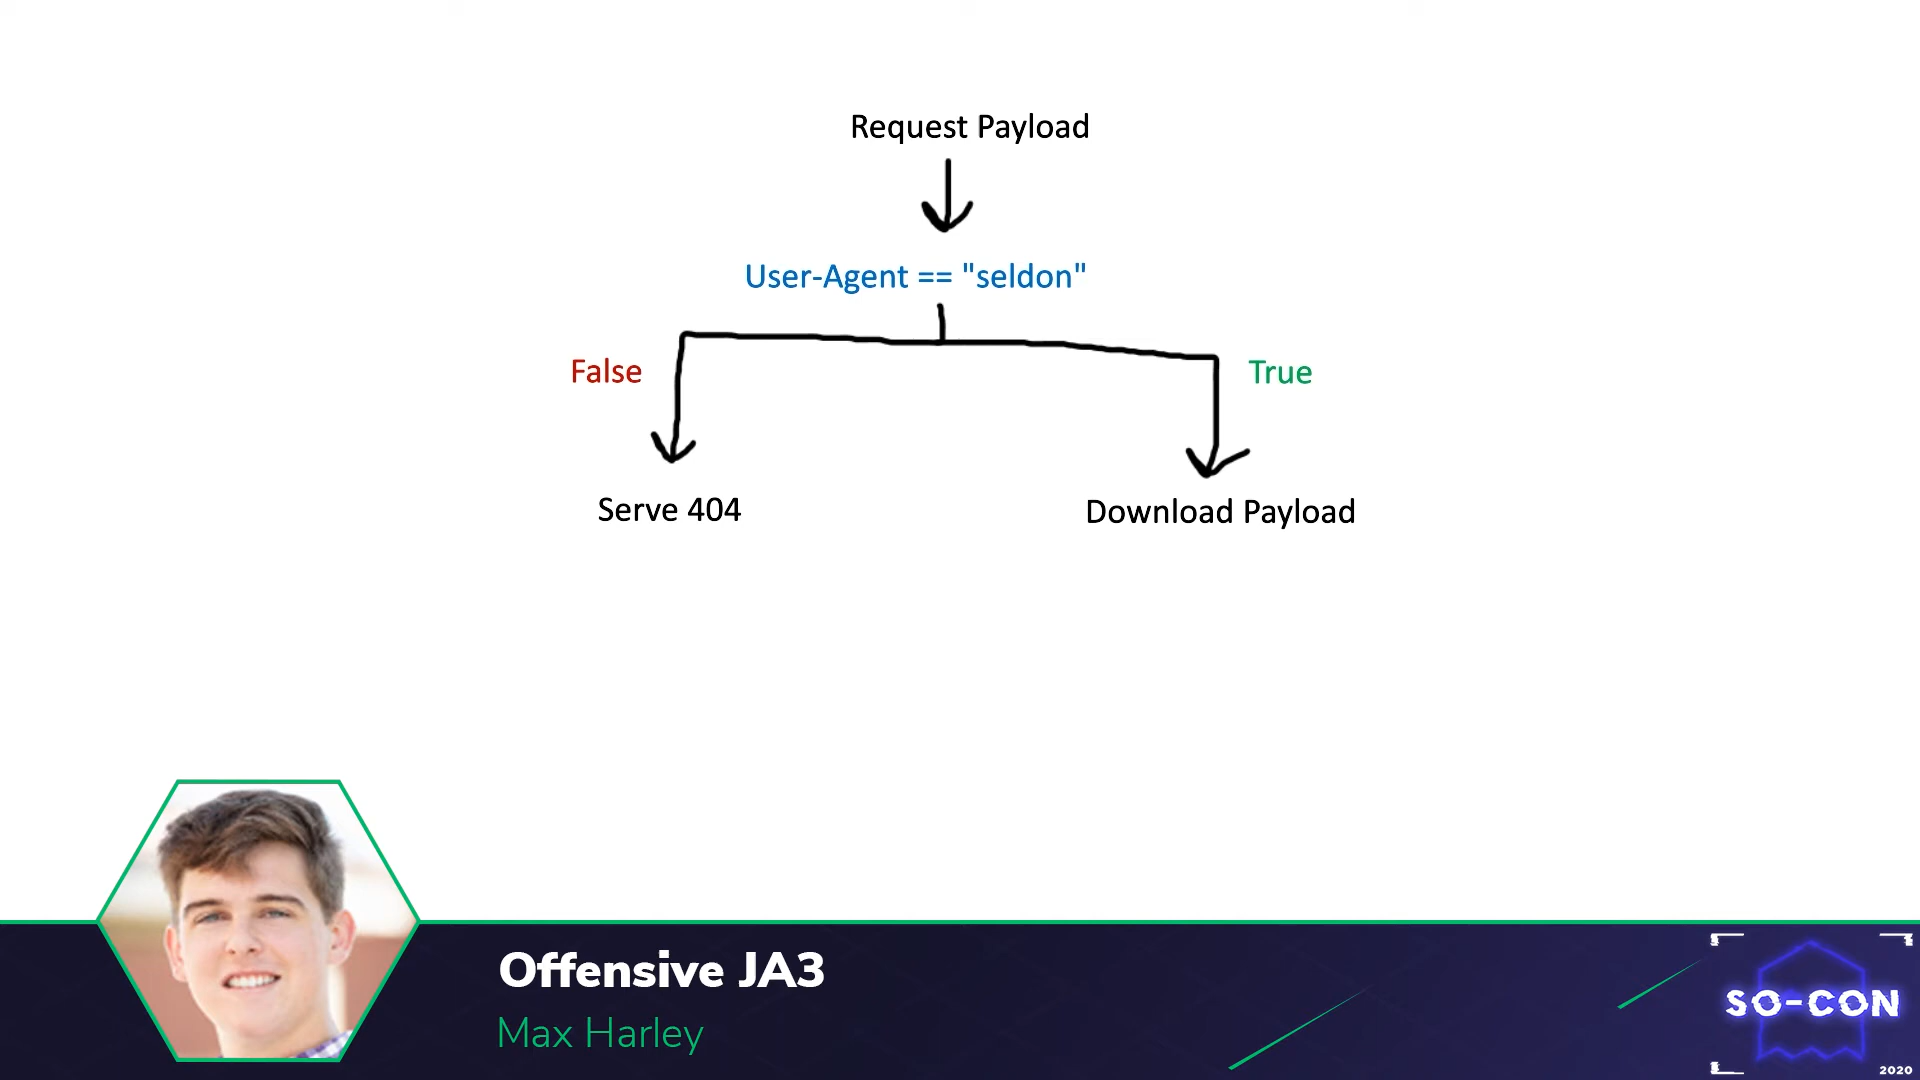 Request Payload
User-Agent == "seldon"
False
True
Serve 404
Download Payload
Offensive JA3
Max Harley
SO-CON
2020